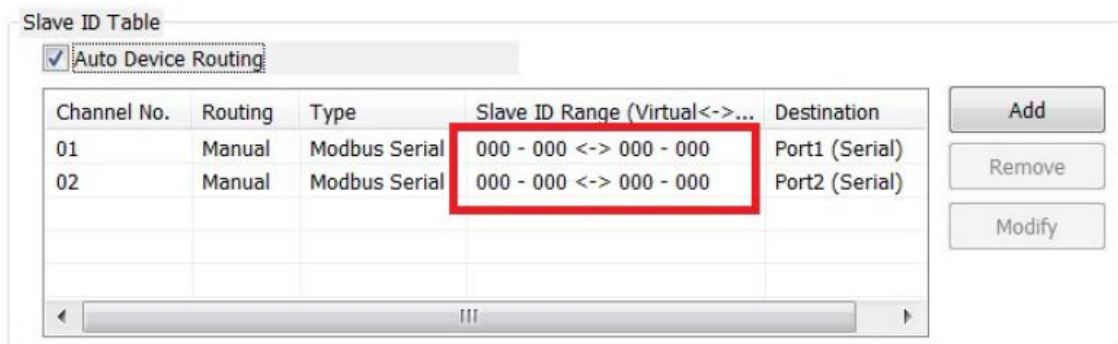 Slave ID Table
Auto Device Routing
Channel No. Routing Type Slave ID Range (Virtual<->... Destination
01 Manual Modbus Serial 000 - 000 <-> 000 - 000 Port1 (Serial)
02 Manual Modbus Serial 000 - 000 <-> 000 - 000 Port2 (Serial)
Add
Remove
Modify